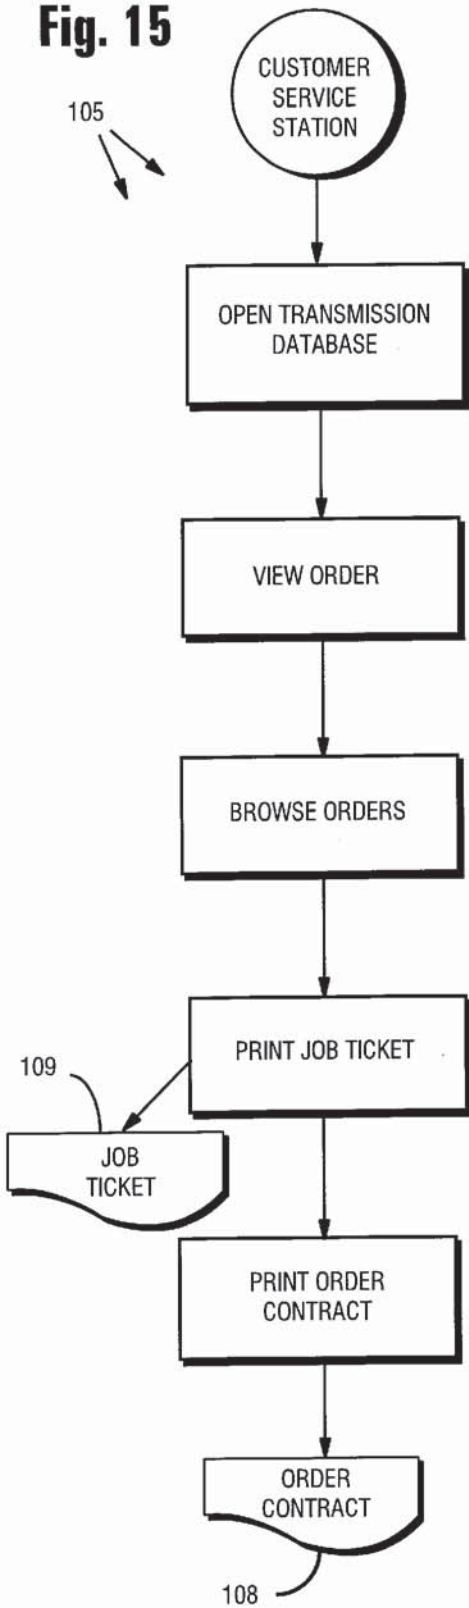 Fig. 15
CUSTOMER
SERVICE
STATION
105
OPEN TRANSMISSION
DATABASE
VIEW ORDER
BROWSE ORDERS
PRINT JOB TICKET
109
JOB
TICKET
PRINT ORDER
CONTRACT
ORDER
CONTRACT
108